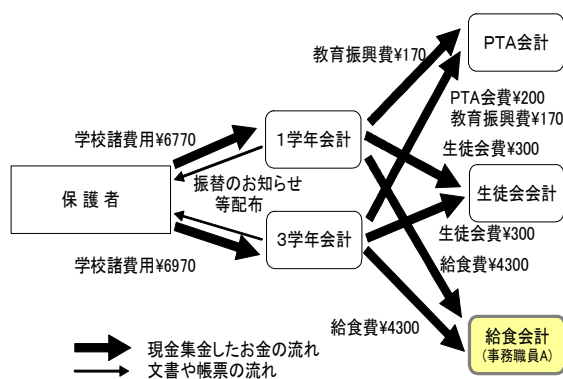 教育振興費¥170
PTA会計
PTA会費¥200
教育振興費¥170
学校諸費用¥6770
1学年会計
生徒会費¥300
保護者
振替のお知らせ
等配布
生徒会会計
3学年会計
生徒会費¥300
学校諸費用¥6970
給食費¥4300
給食費¥4300
給食会計
(事務職員A)
現金集金したお金の流れ
文書や帳票の流れ